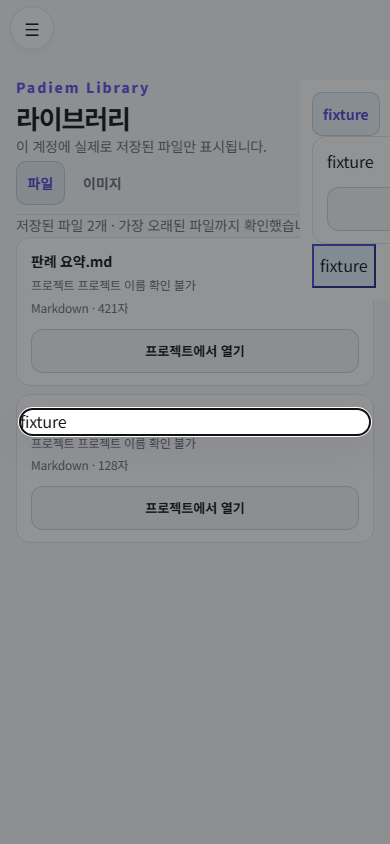 ☰
Padiem Library
라이브러리
이 계정에 실제로 저장된 파일만 표시됩니다.
파일
이미지
저장된 파일 2개 · 가장 오래된 파일까지 확인했습
판례 요약.md
프로젝트 프로젝트 이름 확인 불가
Markdown · 421자
프로젝트에서 열기
fixture
fixture
fixture
fixture
프로젝트 프로젝트 이름 확인 불가
Markdown · 128자
프로젝트에서 열기